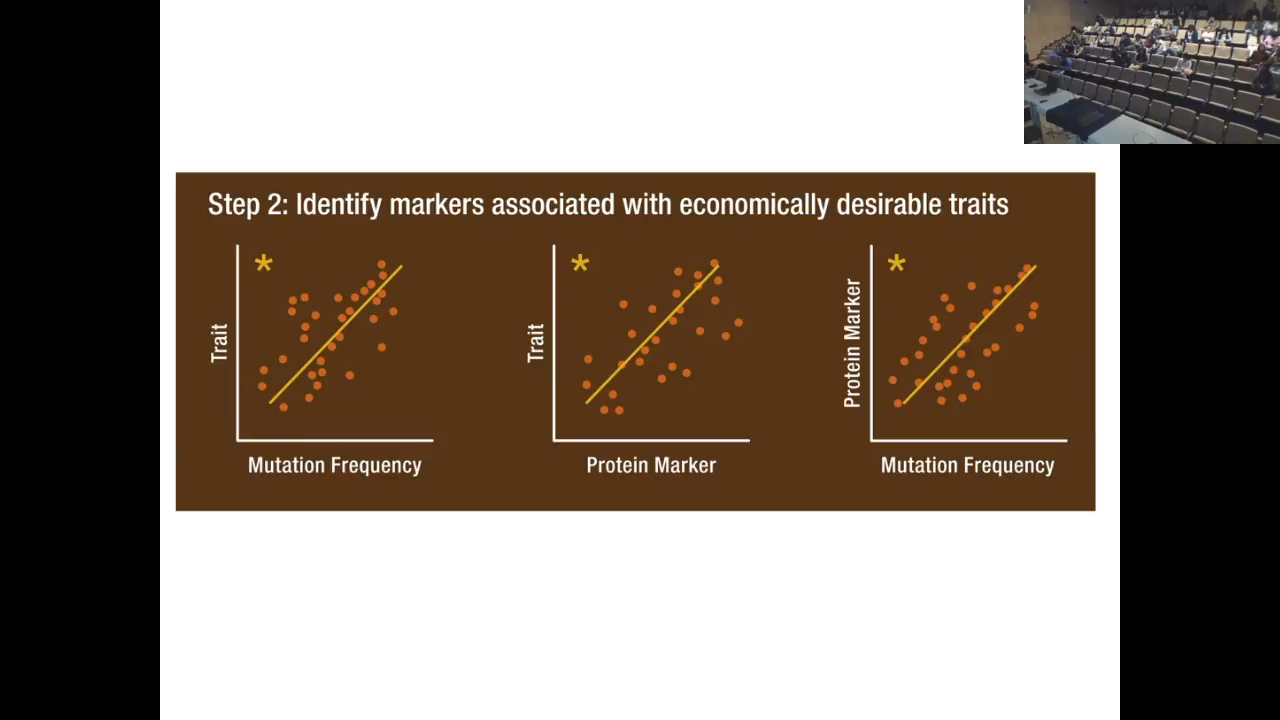 Step 2: Identify markers associated with economically desirable traits
*
Trait
Mutation Frequency
*
Trait
Protein Marker
*
Protein Marker
Mutation Frequency